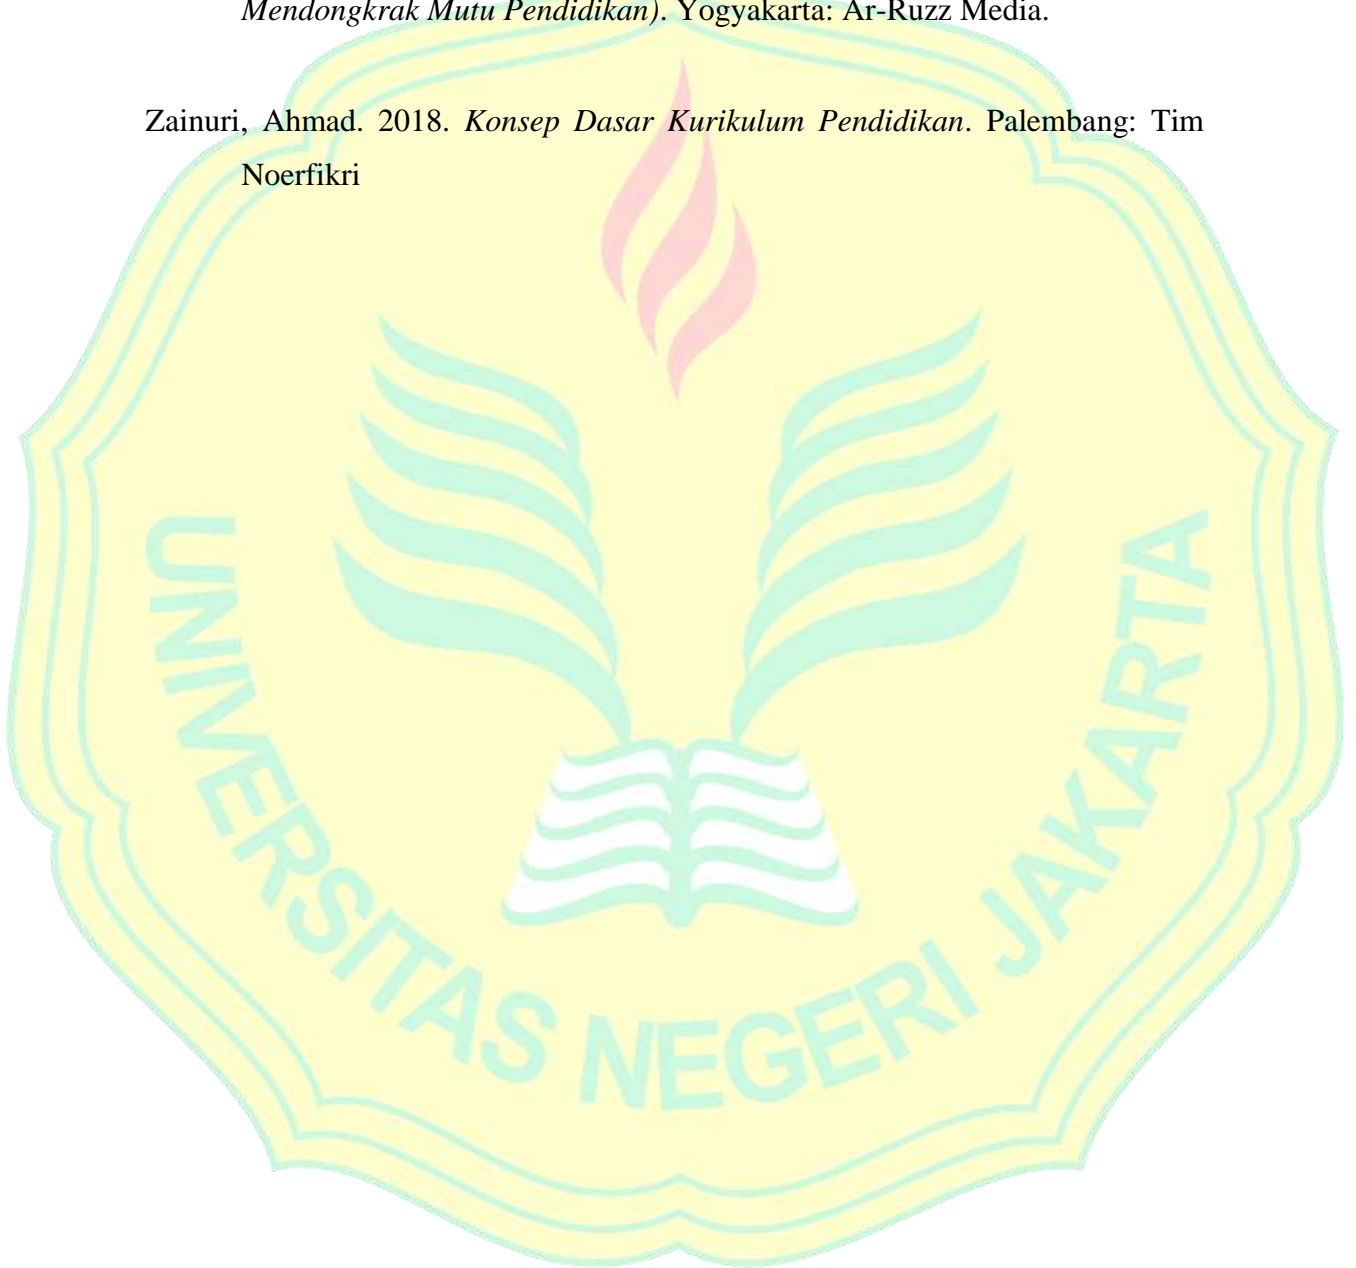 Mendongkrak Mutu Pendidikan). Yogyakarta: Ar-Ruzz Media.
Zainuri, Ahmad. 2018. Konsep Dasar Kurikulum Pendidikan. Palembang: Tim
Noerfikri
UNIVERSITAS NEGERI JAKARTA